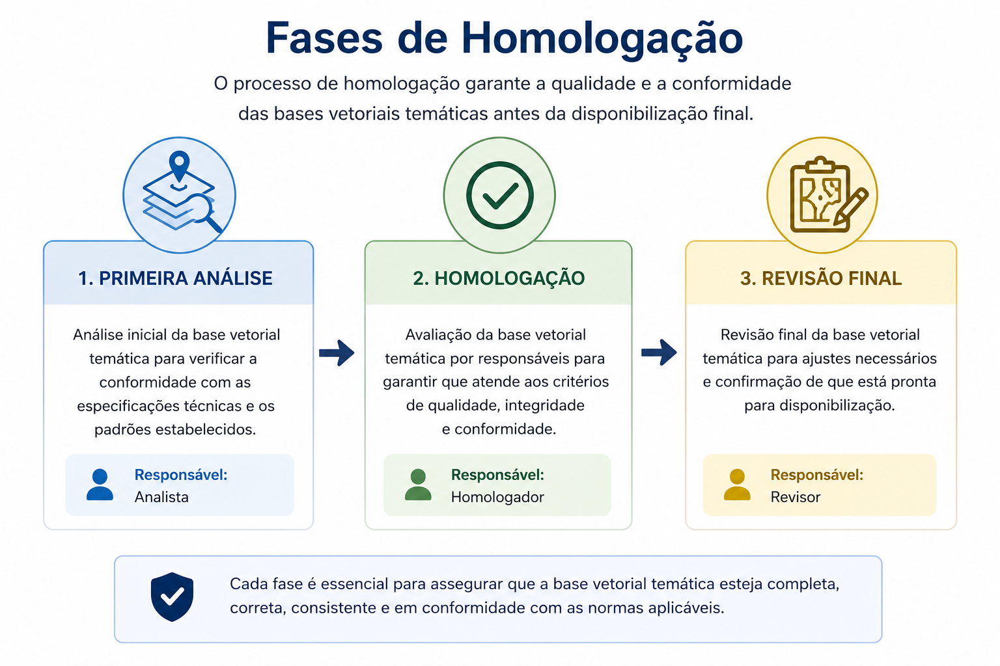 Fases de Homologação
O processo de homologação garante a qualidade e a conformidade
das bases vetoriais temáticas antes da disponibilização final.
1. PRIMEIRA ANÁLISE
Análise inicial da base vetorial
temática para verificar a
conformidade com as
especificações técnicas e os
padrões estabelecidos.
Responsável:
Analista
2. HOMOLOGAÇÃO
Avaliação da base vetorial
temática por responsáveis para
garantir que atende aos critérios
de qualidade, integridade
e conformidade.
Responsável:
Homologador
3. REVISÃO FINAL
Revisão final da base vetorial
temática para ajustes necessários
e confirmação de que está pronta
para disponibilização.
Responsável:
Revisor
Cada fase é essencial para assegurar que a base vetorial temática esteja completa,
correta, consistente e em conformidade com as normas aplicáveis.